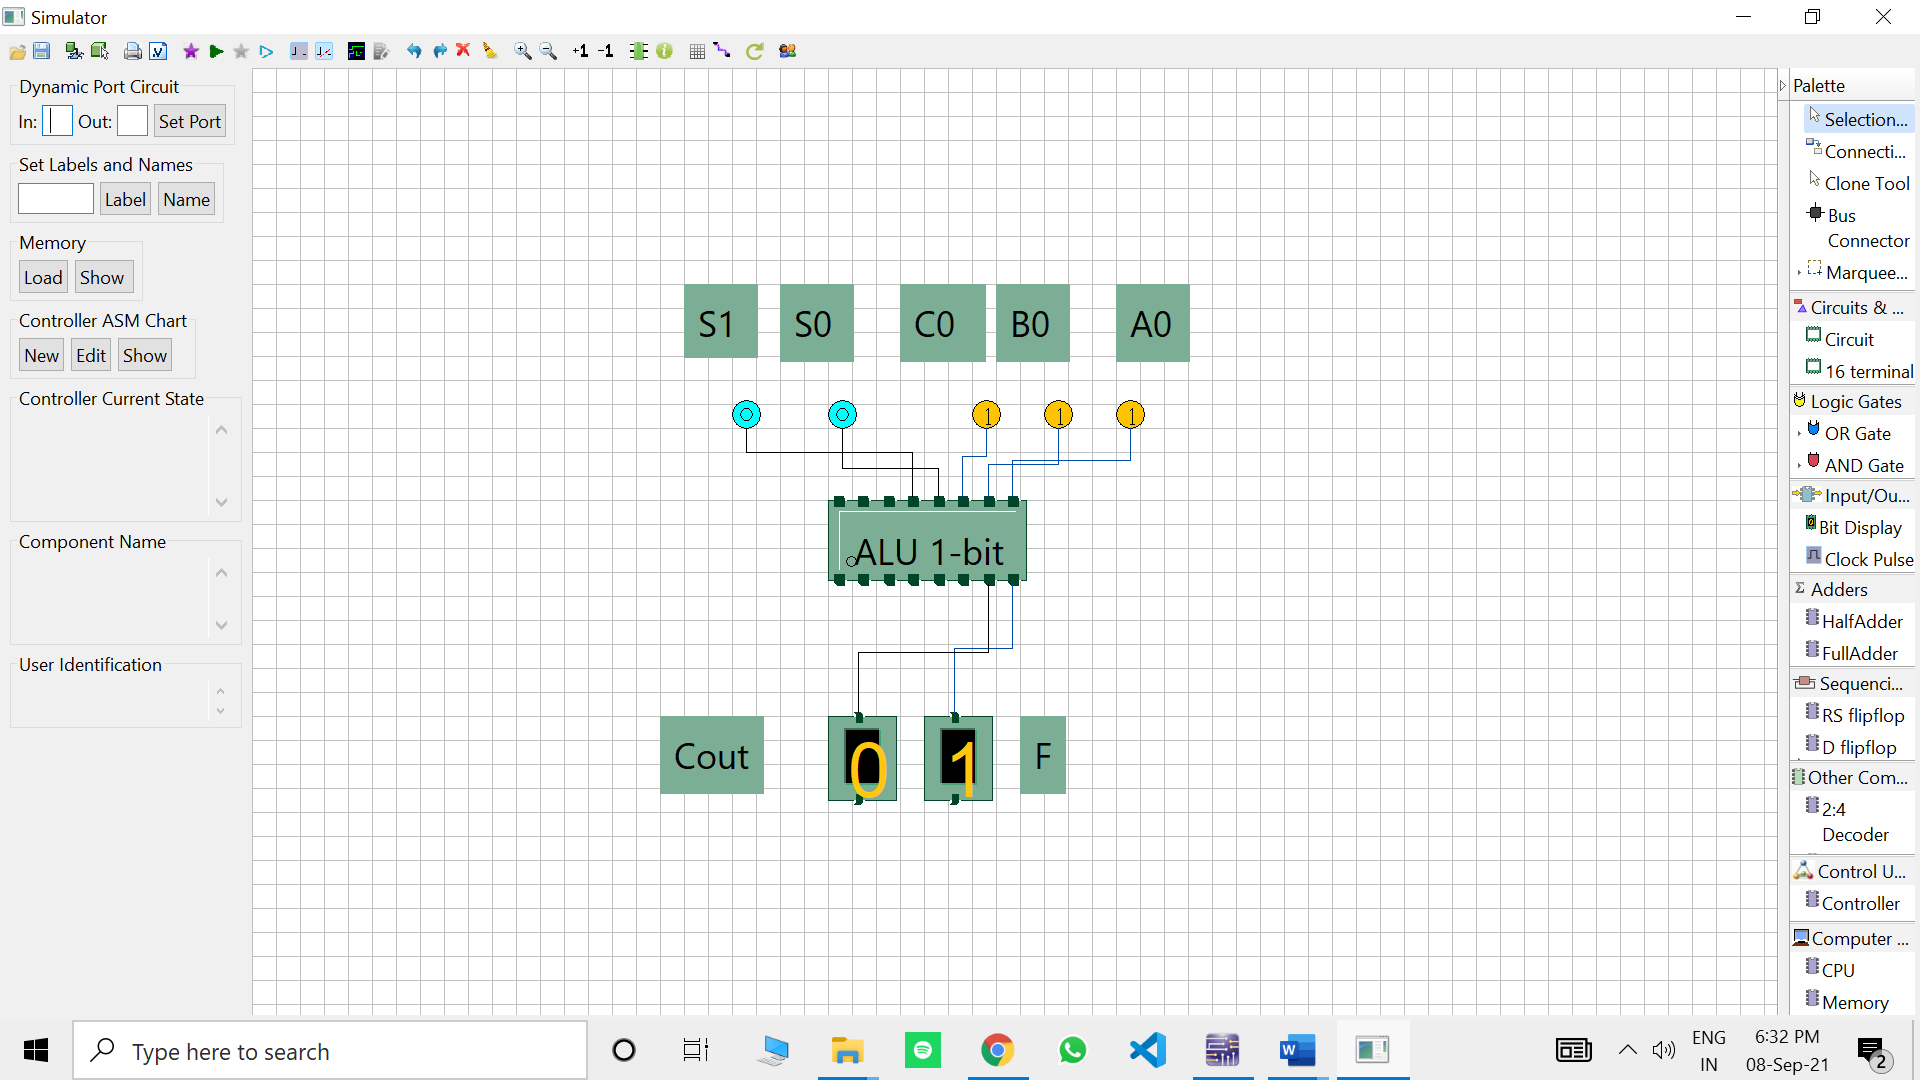 Simulator
+1 -1
Dynamic Port Circuit
In: Out: Set Port
Set Labels and Names
Label Name
Memory
Load Show
Controller ASM Chart
New Edit Show
Controller Current State
Component Name
User Identification
S1 S0 C0 B0 A0
0 0 1 1 1
ALU 1-bit
Cout 0 1 F
Palette
Selection...
Connecti...
Clone Tool
Bus
Connector
Marquee...
Circuits & ...
Circuit
16 terminal
Logic Gates
OR Gate
AND Gate
Input/Ou...
Bit Display
Clock Pulse
Σ Adders
HalfAdder
FullAdder
Sequenci...
RS flipflop
D flipflop
Other Com...
2:4
Decoder
Control U...
Controller
Computer ...
CPU
Memory
Type here to search
W
ENG
IN
6:32 PM
08-Sep-21
2